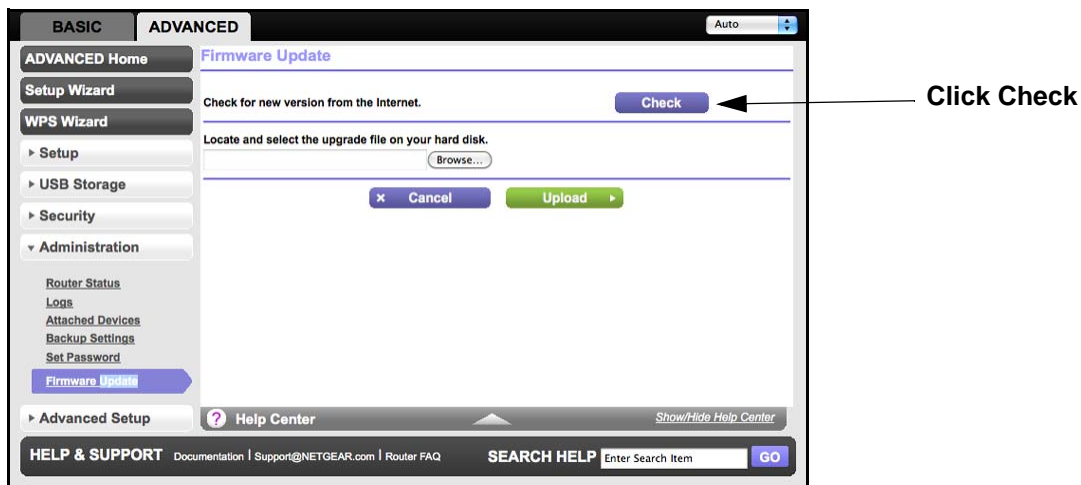 BASIC ADVANCED Auto
ADVANCED Home
Setup Wizard
WPS Wizard
Setup
USB Storage
Security
Administration
Router Status
Logs
Attached Devices
Backup Settings
Set Password
Firmware Update
Advanced Setup
Firmware Update
Check for new version from the Internet. Check
Click Check
Locate and select the upgrade file on your hard disk.
Browse...
x Cancel Upload
? Help Center Show/Hide Help Center
HELP & SUPPORT Documentation | Support@NETGEAR.com | Router FAQ SEARCH HELP Enter Search Item GO